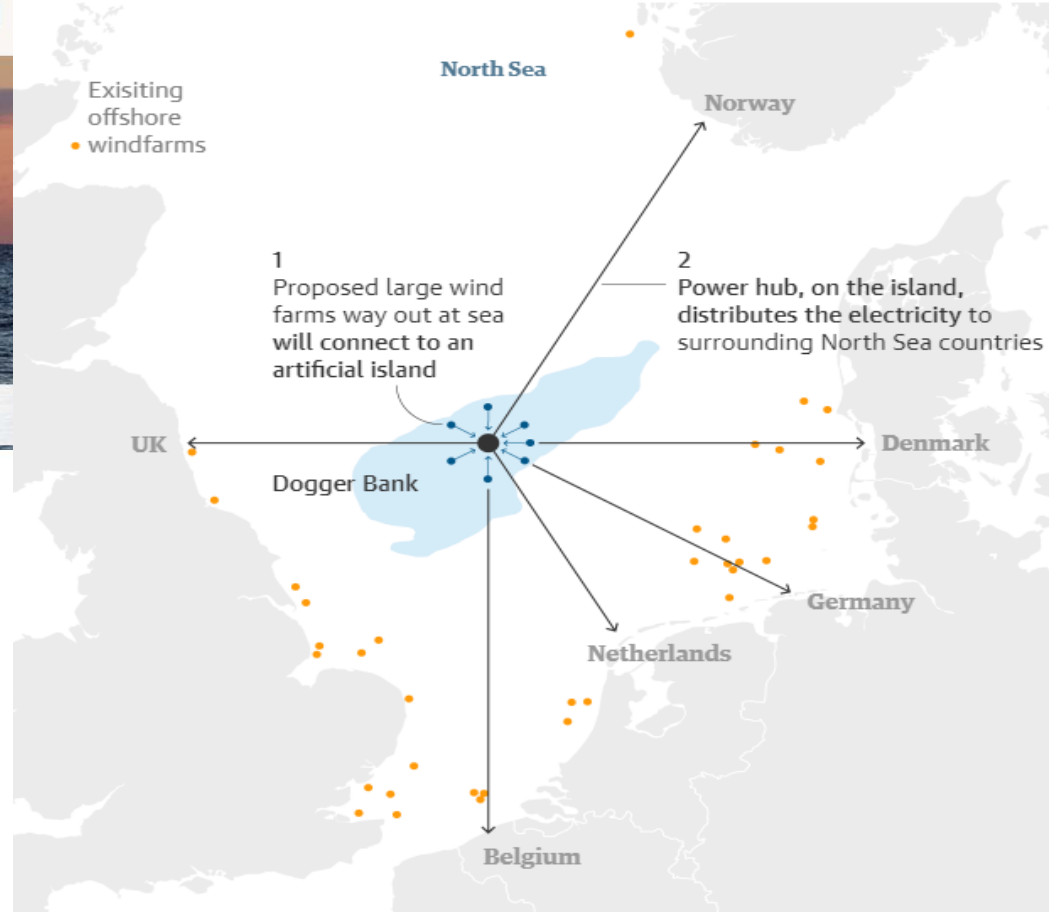 North Sea
Exisiting
offshore
windfarms
Norway
1
Proposed large wind
farms way out at sea
will connect to an
artificial island
2
Power hub, on the island,
distributes the electricity to
surrounding North Sea countries
UK
Denmark
Dogger Bank
Germany
Netherlands
Belgium